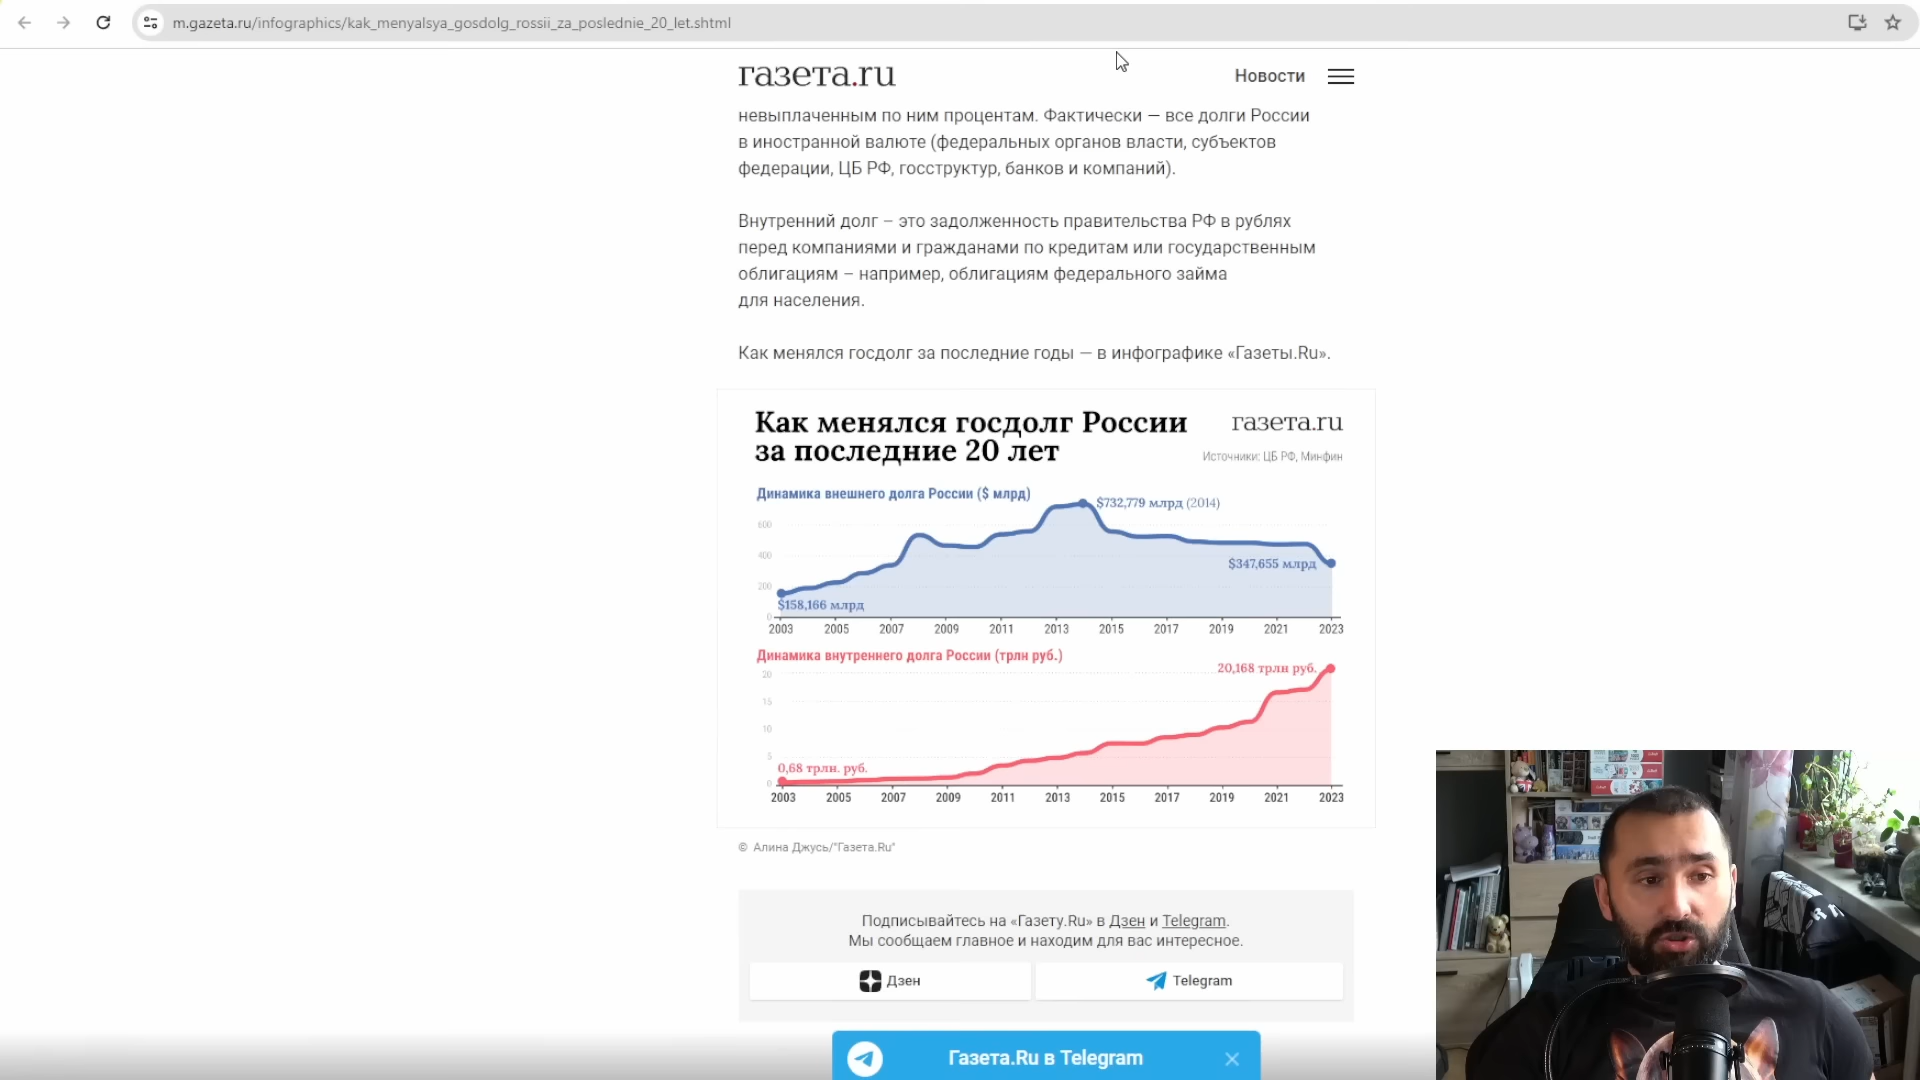 m.gazeta.ru/infographics/kak_menyalsya_gosdolg_rossii_za_poslednie_20_let.shtml
газета.ru
Новости
невыплаченным по ним процентам. Фактически — все долги России
в иностранной валюте (федеральных органов власти, субъектов
федерации, ЦБ РФ, госструктур, банков и компаний).
Внутренний долг – это задолженность правительства РФ в рублях
перед компаниями и гражданами по кредитам или государственным
облигациям – например, облигациям федерального займа
для населения.
Как менялся госдолг за последние годы — в инфографике «Газеты.Ru».
Как менялся госдолг России
за последние 20 лет
газета.ru
Источники: ЦБ РФ, Минфин
Динамика внешнего долга России ($ млрд)
$732,779 млрд (2014)
600
400
$347,655 млрд
200
$158,166 млрд
0
2003 2005 2007 2009 2011 2013 2015 2017 2019 2021 2023
Динамика внутреннего долга России (трлн руб.)
20,168 трлн руб.
20
15
10
5
0,68 трлн. руб.
0
2003 2005 2007 2009 2011 2013 2015 2017 2019 2021 2023
© Алина Джусь/"Газета.Ru"
Подписывайтесь на «Газету.Ru» в Дзен и Telegram.
Мы сообщаем главное и находим для вас интересное.
Дзен
Telegram
Газета.Ru в Telegram